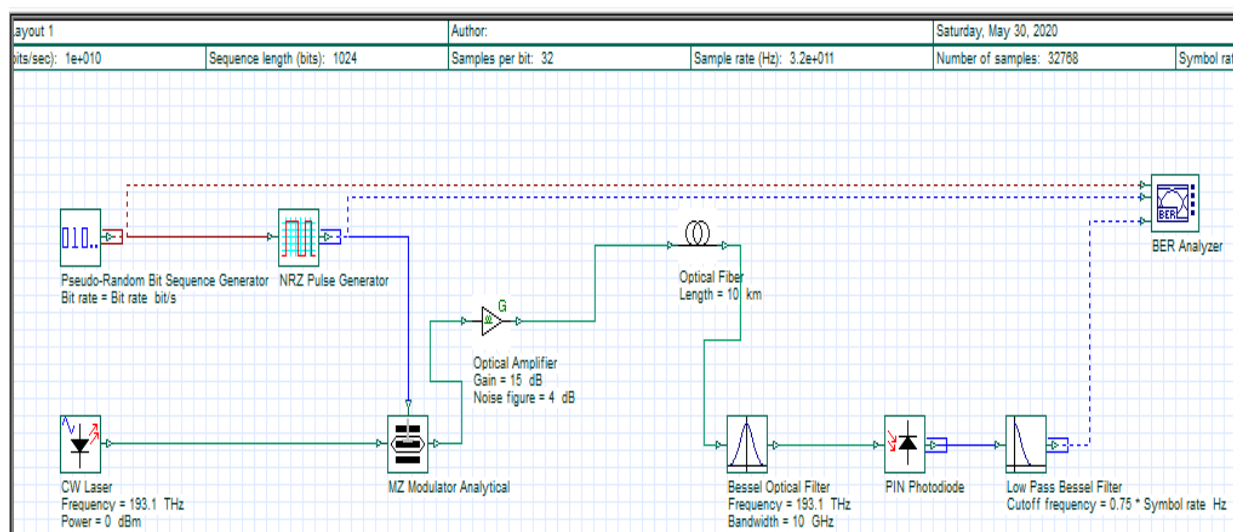 ayout 1
Author:
Saturday, May 30, 2020
bits/sec): 1e+010
Sequence length (bits): 1024
Samples per bit: 32
Sample rate (Hz): 3.2e+011
Number of samples: 32768
Symbol rat
010..
Pseudo-Random Bit Sequence Generator
Bit rate = Bit rate bit/s
NRZ Pulse Generator
Optical Fiber
Length = 10 km
BER
BER Analyzer
G
Optical Amplifier
Gain = 15 dB
Noise figure = 4 dB
CW Laser
Frequency = 193.1 THz
Power = 0 dBm
MZ Modulator Analytical
Bessel Optical Filter
Frequency = 193.1 THz
Bandwidth = 10 GHz
PIN Photodiode
Low Pass Bessel Filter
Cutoff frequency = 0.75 * Symbol rate Hz